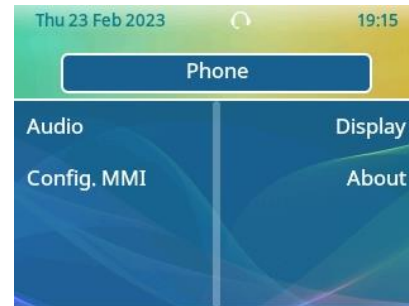 Thu 23 Feb 2023 19:15
Phone
Audio Display
Config. MMI About